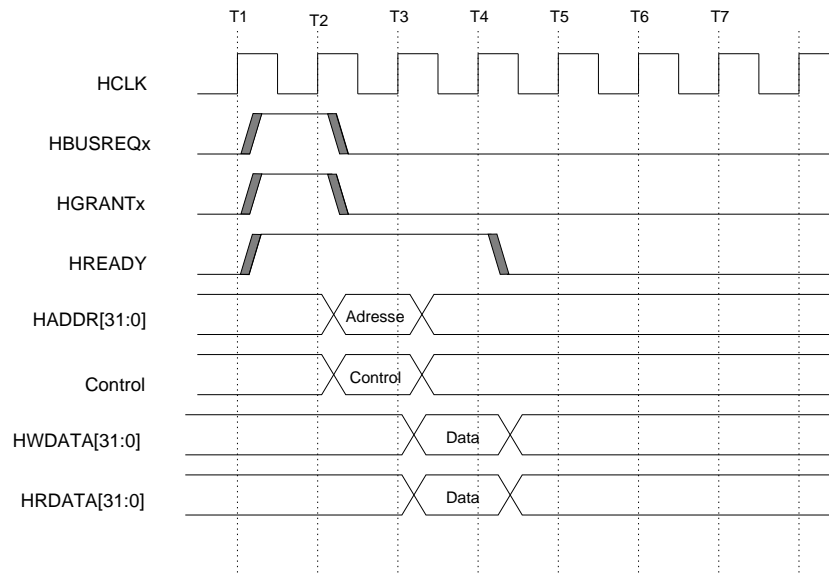 T1 T2 T3 T4 T5 T6 T7
HCLK
HBUSREQx
HGRANTx
HREADY
HADDR[31:0] Adresse
Control Control
HWDATA[31:0] Data
HRDATA[31:0] Data